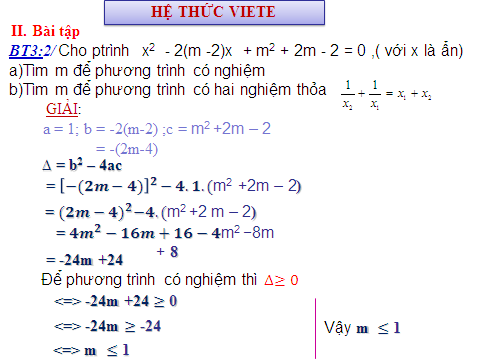 HỆ THỨC VIETE
II. Bài tập
BT3:2/ Cho ptrình x² - 2(m -2)x + m² + 2m - 2 = 0 ,( với x là ẩn)
a)Tìm m để phương trình có nghiệm
b)Tìm m để phương trình có hai nghiệm thỏa 1/x₂ + 1/x₁ = x₁ + x₂
GIẢI:
a = 1; b = -2(m-2) ;c = m² +2m – 2
= -(2m-4)
Δ = b² – 4ac
= [−(2m − 4)]² − 4. 1. (m² +2m – 2)
= (2m − 4)² −4. (m² +2 m – 2)
= 4m² − 16m + 16 − 4m² –8m
+ 8
= -24m +24
Để phương trình có nghiệm thì Δ≥ 0
<=> -24m +24 ≥ 0
<=> -24m ≥ -24
<=> m ≤ 1
Vậy m ≤ 1